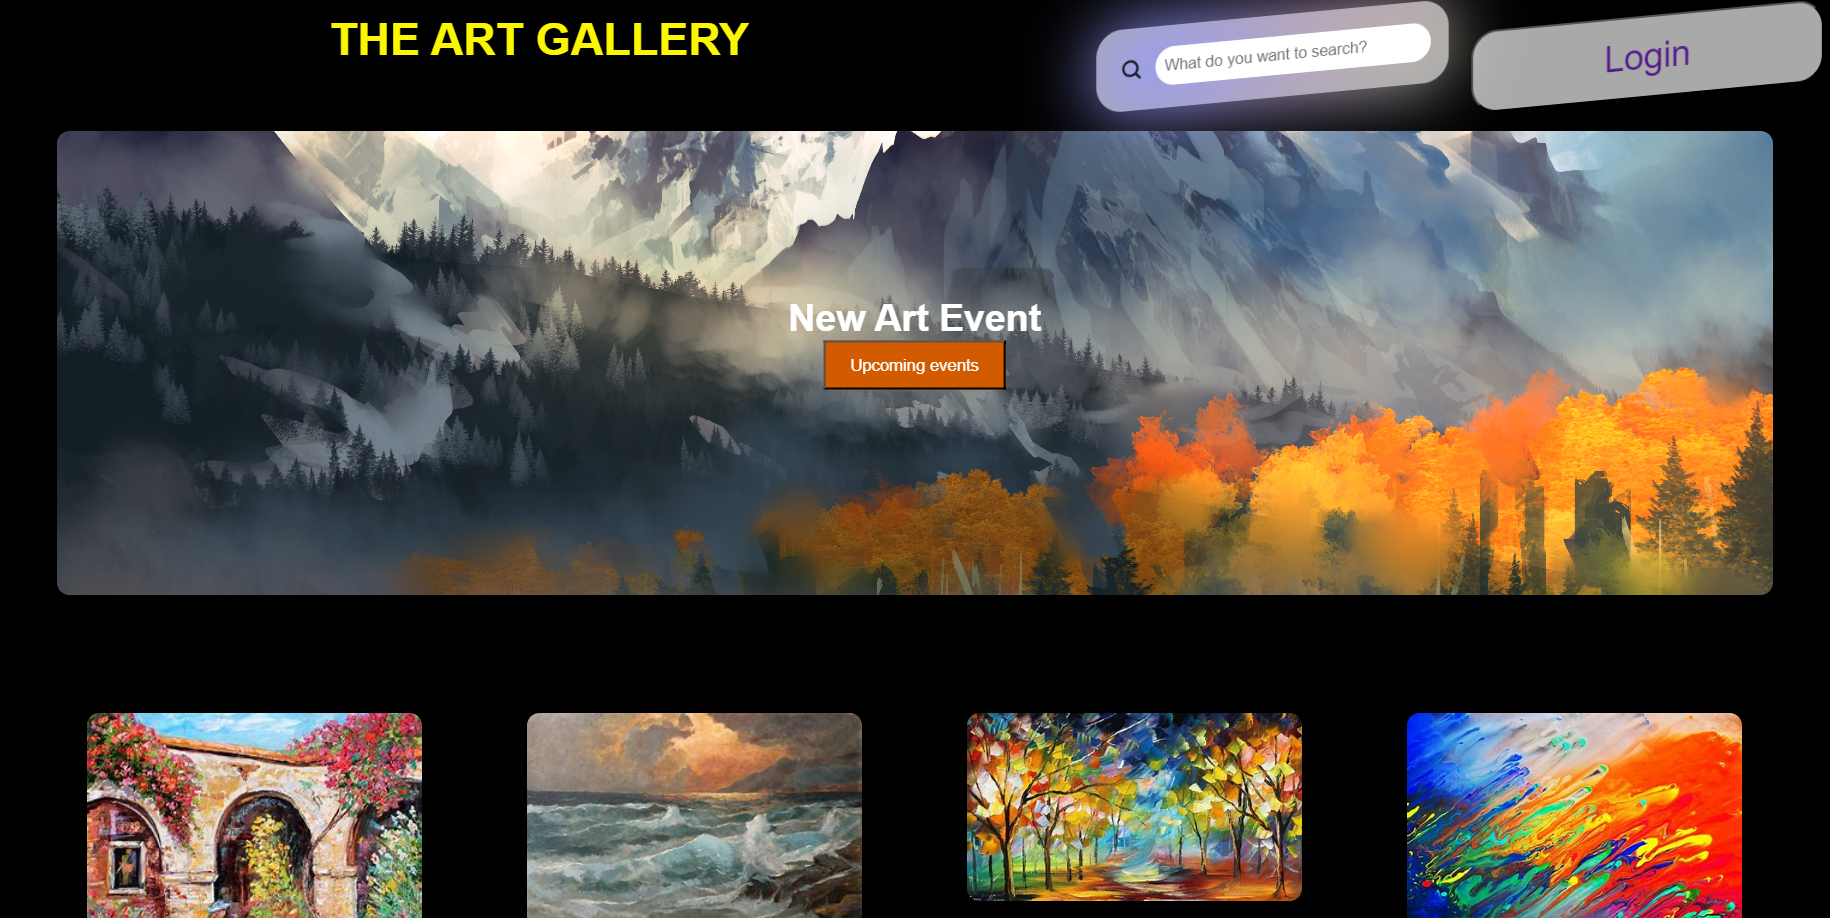 THE ART GALLERY
What do you want to search?
Login
New Art Event
Upcoming events